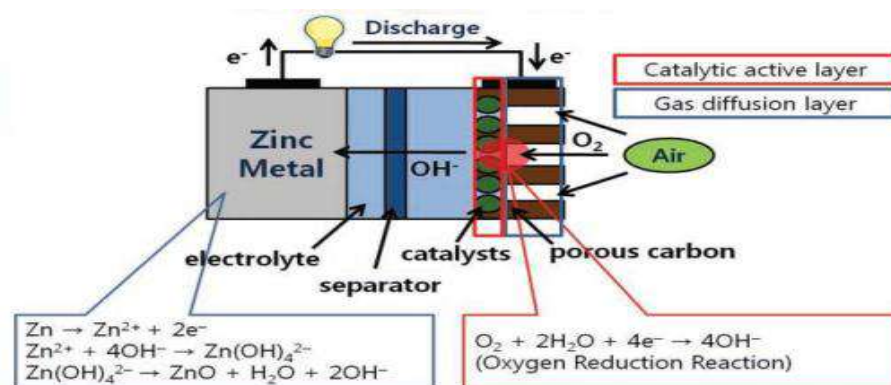 Discharge
e⁻
e⁻
Catalytic active layer
Gas diffusion layer
Zinc
Metal
OH⁻
O₂
Air
electrolyte
separator
catalysts
porous carbon
Zn → Zn²⁺ + 2e⁻
Zn²⁺ + 4OH⁻ → Zn(OH)₄²⁻
Zn(OH)₄²⁻ → ZnO + H₂O + 2OH⁻
O₂ + 2H₂O + 4e⁻ → 4OH⁻
(Oxygen Reduction Reaction)